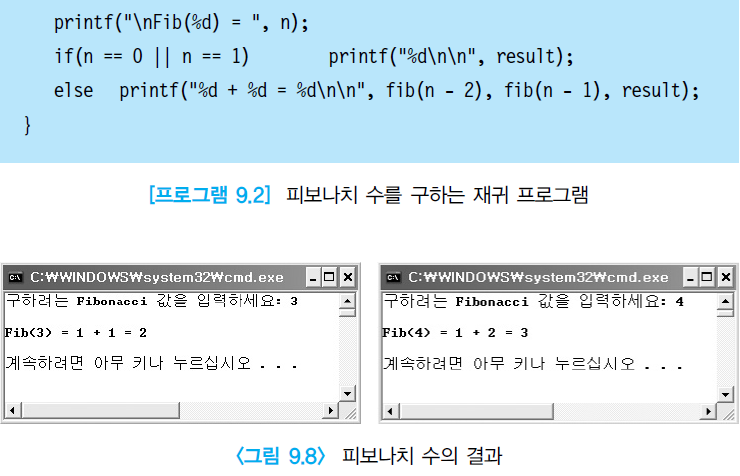 printf("\nFib(%d) = ", n);
if(n == 0 || n == 1) printf("%d\n\n", result);
else printf("%d + %d = %d\n\n", fib(n - 2), fib(n - 1), result);
}
[프로그램 9.2] 피보나치 수를 구하는 재귀 프로그램
C:\WINDOWS\system32\cmd.exe
구하려는 Fibonacci 값을 입력하세요: 3
Fib(3) = 1 + 1 = 2
계속하려면 아무 키나 누르십시오 . . .
C:\WINDOWS\system32\cmd.exe
구하려는 Fibonacci 값을 입력하세요: 4
Fib(4) = 1 + 2 = 3
계속하려면 아무 키나 누르십시오 . . .
<그림 9.8> 피보나치 수의 결과